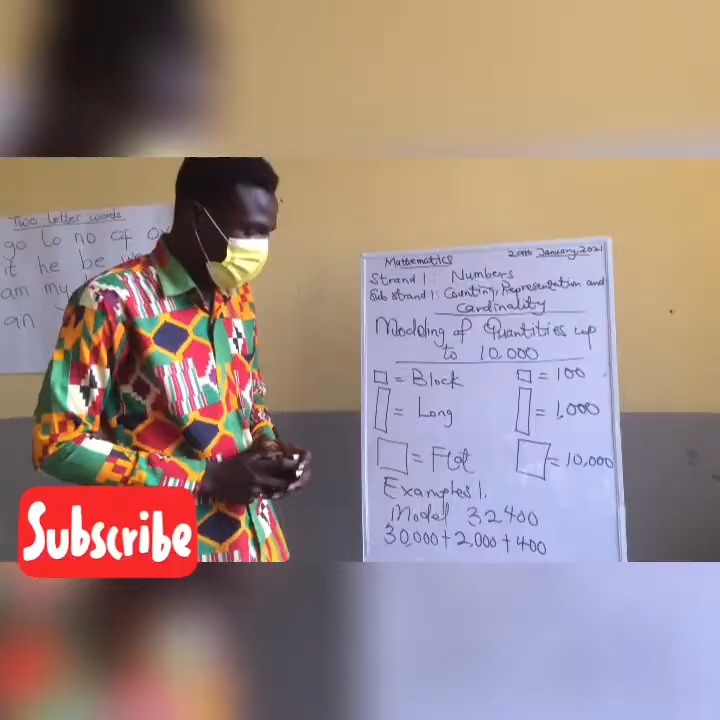 Two letter words
go to no of
it he be we
am my
an
Mathematics 20th January, 2021
Strand 1: Numbers
Sub strand 1: Counting, Representation and
Cardinality
Modeling of Quantities up
to 10,000
= Block = 100
= Long = 1,000
= Flat = 10,000
Examples 1.
Model 32400
30,000 + 2,000 + 400
Subscribe